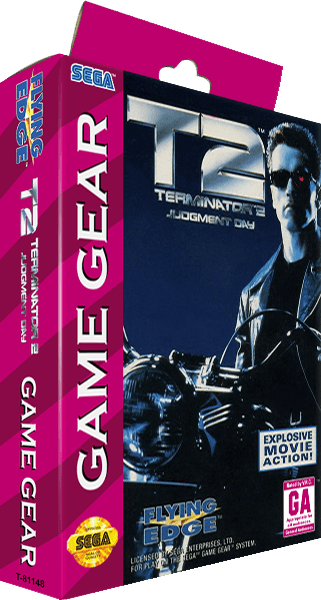 FLYING
EDGE
T2
TERMINATOR 2
JUDGMENT DAY
GAME GEAR
T-81148
SEGA
GAME GEAR
T2
TERMINATOR 2
JUDGMENT DAY
EXPLOSIVE
MOVIE
ACTION!
FLYING
EDGE
LICENSED BY SEGA ENTERPRISES, LTD.
FOR PLAY ON THE SEGA GAME GEAR SYSTEM.
SEGA
GA